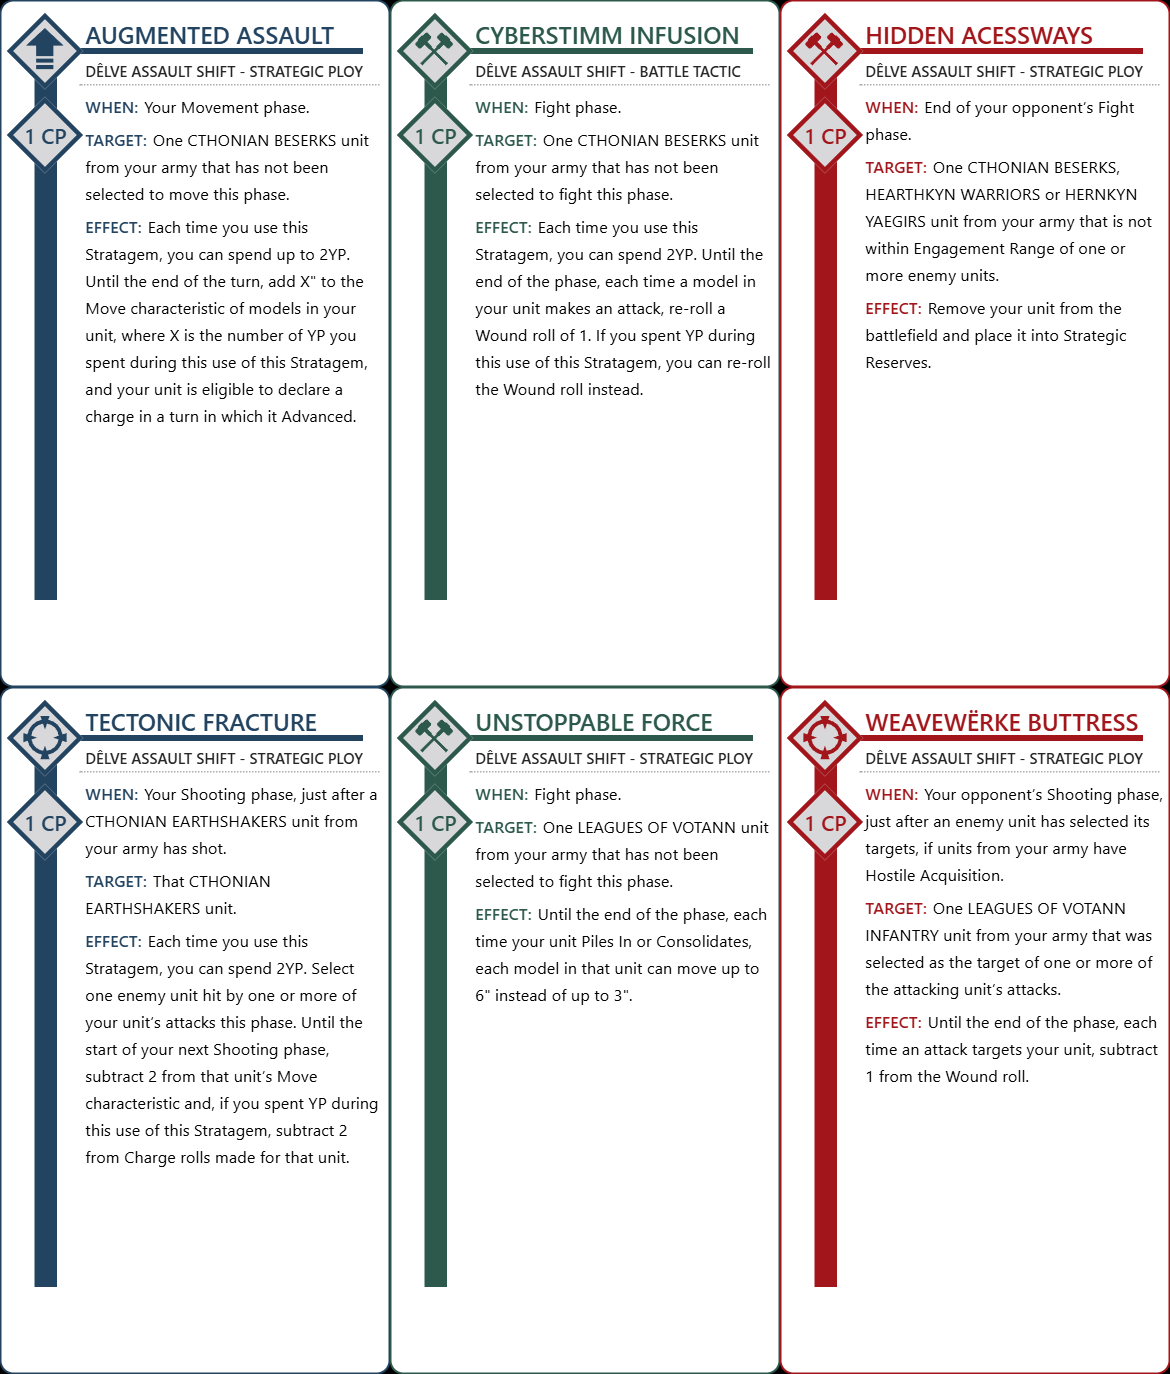 AUGMENTED ASSAULT
DÊLVE ASSAULT SHIFT - STRATEGIC PLOY
1 CP
WHEN: Your Movement phase.
TARGET: One CTHONIAN BESERKS unit
from your army that has not been
selected to move this phase.
EFFECT: Each time you use this
Stratagem, you can spend up to 2YP.
Until the end of the turn, add X" to the
Move characteristic of models in your
unit, where X is the number of YP you
spent during this use of this Stratagem,
and your unit is eligible to declare a
charge in a turn in which it Advanced.
CYBERSTIMM INFUSION
DÊLVE ASSAULT SHIFT - BATTLE TACTIC
1 CP
WHEN: Fight phase.
TARGET: One CTHONIAN BESERKS unit
from your army that has not been
selected to fight this phase.
EFFECT: Each time you use this
Stratagem, you can spend 2YP. Until the
end of the phase, each time a model in
your unit makes an attack, re-roll a
Wound roll of 1. If you spent YP during
this use of this Stratagem, you can re-roll
the Wound roll instead.
HIDDEN ACESSWAYS
DÊLVE ASSAULT SHIFT - STRATEGIC PLOY
1 CP
WHEN: End of your opponent's Fight
phase.
TARGET: One CTHONIAN BESERKS,
HEARTHKYN WARRIORS or HERNKYN
YAEGIRS unit from your army that is not
within Engagement Range of one or
more enemy units.
EFFECT: Remove your unit from the
battlefield and place it into Strategic
Reserves.
TECTONIC FRACTURE
DÊLVE ASSAULT SHIFT - STRATEGIC PLOY
1 CP
WHEN: Your Shooting phase, just after a
CTHONIAN EARTHSHAKERS unit from
your army has shot.
TARGET: That CTHONIAN
EARTHSHAKERS unit.
EFFECT: Each time you use this
Stratagem, you can spend 2YP. Select
one enemy unit hit by one or more of
your unit's attacks this phase. Until the
start of your next Shooting phase,
subtract 2 from that unit's Move
characteristic and, if you spent YP during
this use of this Stratagem, subtract 2
from Charge rolls made for that unit.
UNSTOPPABLE FORCE
DÊLVE ASSAULT SHIFT - STRATEGIC PLOY
1 CP
WHEN: Fight phase.
TARGET: One LEAGUES OF VOTANN unit
from your army that has not been
selected to fight this phase.
EFFECT: Until the end of the phase, each
time your unit Piles In or Consolidates,
each model in that unit can move up to
6" instead of up to 3".
WEAVEWËRKE BUTTRESS
DÊLVE ASSAULT SHIFT - STRATEGIC PLOY
1 CP
WHEN: Your opponent's Shooting phase,
just after an enemy unit has selected its
targets, if units from your army have
Hostile Acquisition.
TARGET: One LEAGUES OF VOTANN
INFANTRY unit from your army that was
selected as the target of one or more of
the attacking unit's attacks.
EFFECT: Until the end of the phase, each
time an attack targets your unit, subtract
1 from the Wound roll.